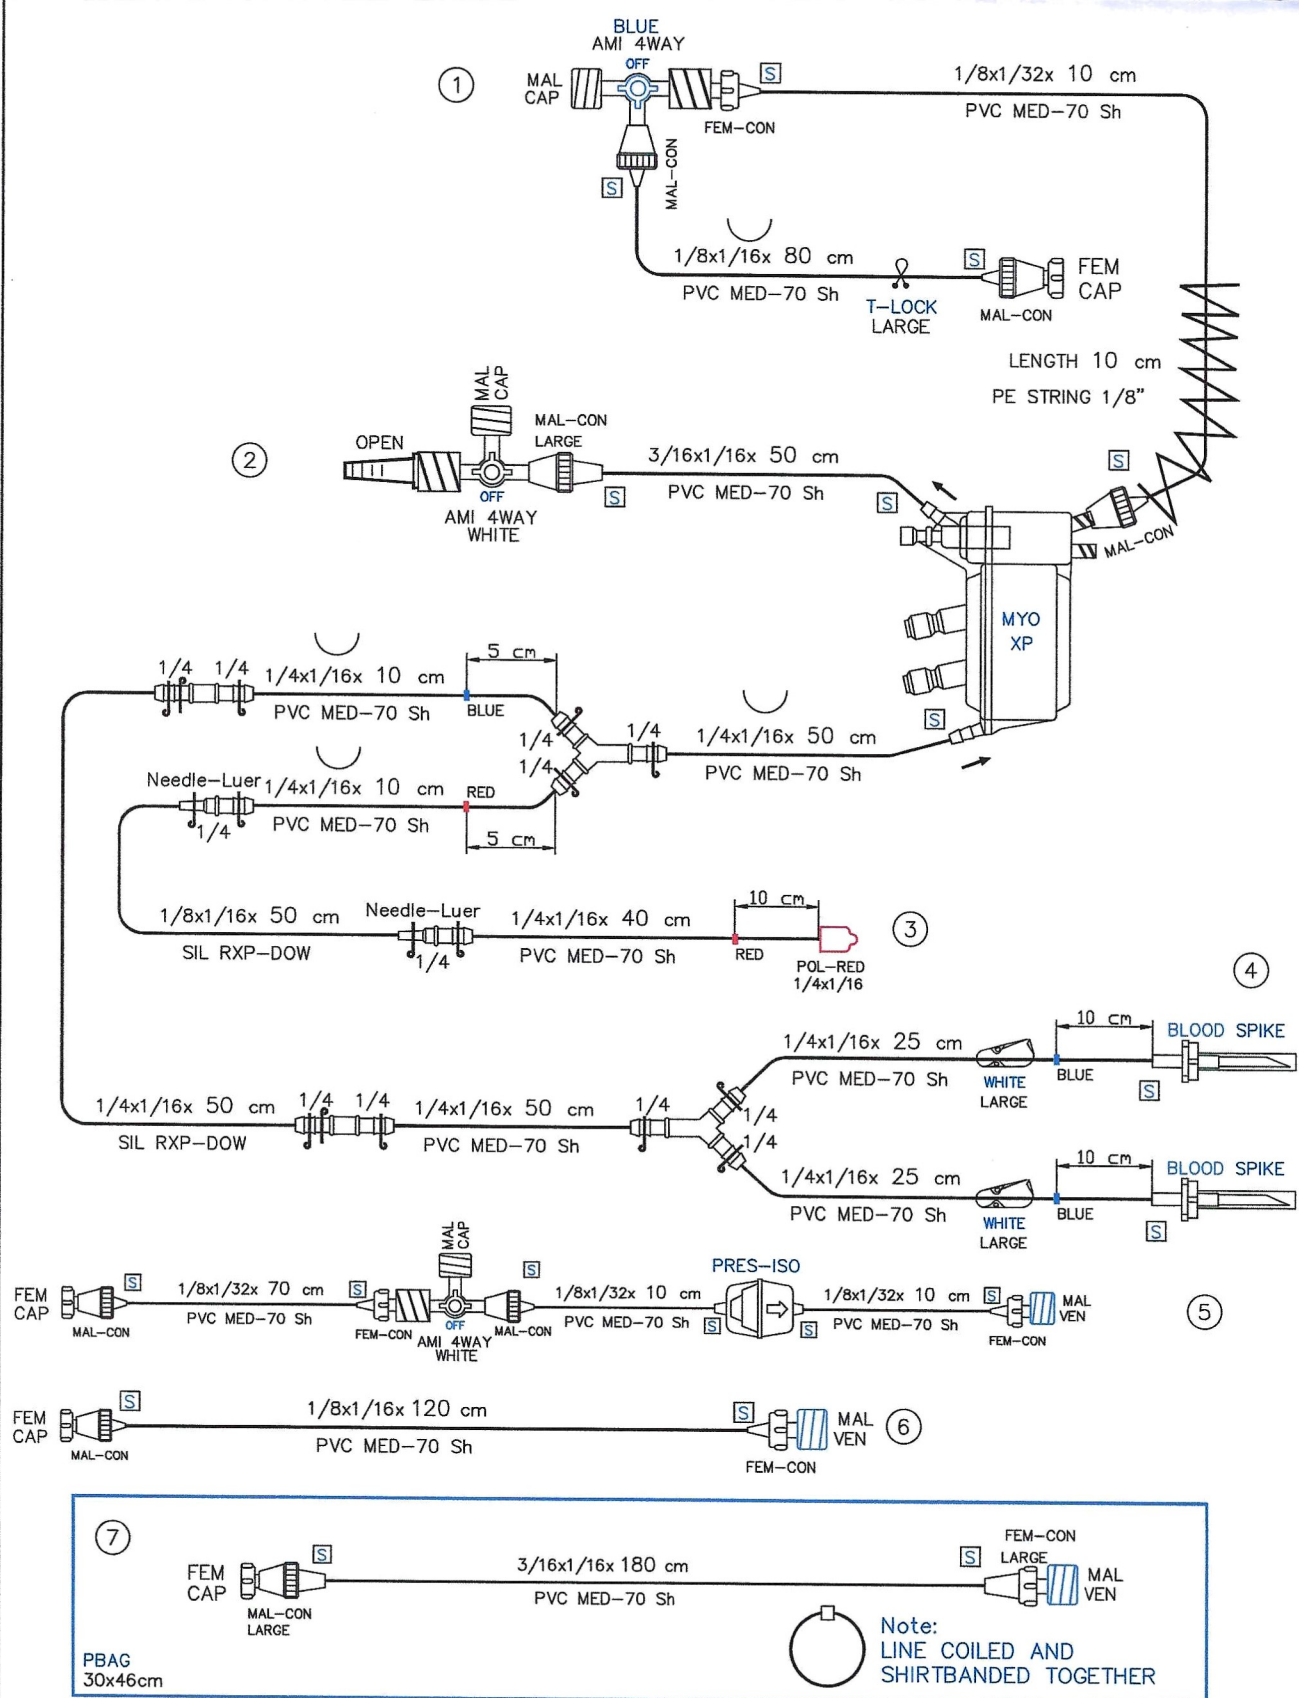 BLUE
AMI 4WAY
OFF
1
MAL
CAP
S
FEM-CON
1/8x1/32x 10 cm
PVC MED-70 Sh
MAL-CON
S
1/8x1/16x 80 cm
PVC MED-70 Sh
T-LOCK
LARGE
S
MAL-CON
FEM
CAP
LENGTH 10 cm
PE STRING 1/8"
S
MAL-CON
2
OPEN
MAL
CAP
MAL-CON
LARGE
OFF
AMI 4WAY
WHITE
S
3/16x1/16x 50 cm
PVC MED-70 Sh
S
MYO
XP
S
1/4 1/4
1/4x1/16x 10 cm
PVC MED-70 Sh
5 cm
BLUE
1/4
1/4
1/4
1/4x1/16x 50 cm
PVC MED-70 Sh
Needle-Luer
1/4
1/4x1/16x 10 cm
PVC MED-70 Sh
RED
5 cm
1/8x1/16x 50 cm
SIL RXP-DOW
Needle-Luer
1/4
1/4x1/16x 40 cm
PVC MED-70 Sh
10 cm
RED
POL-RED
1/4x1/16
3
4
1/4x1/16x 50 cm
SIL RXP-DOW
1/4 1/4
1/4x1/16x 50 cm
PVC MED-70 Sh
1/4
1/4
1/4
1/4x1/16x 25 cm
PVC MED-70 Sh
WHITE
LARGE
10 cm
BLUE
BLOOD SPIKE
S
1/4x1/16x 25 cm
PVC MED-70 Sh
WHITE
LARGE
10 cm
BLUE
BLOOD SPIKE
S
FEM
CAP
MAL-CON
S
1/8x1/32x 70 cm
PVC MED-70 Sh
S
FEM-CON
MAL
CAP
OFF
AMI 4WAY
WHITE
MAL-CON
S
1/8x1/32x 10 cm
PVC MED-70 Sh
PRES-ISO
S
S
1/8x1/32x 10 cm
PVC MED-70 Sh
S
FEM-CON
MAL
VEN
5
FEM
CAP
MAL-CON
S
1/8x1/16x 120 cm
PVC MED-70 Sh
S
FEM-CON
MAL
VEN
6
7
FEM
CAP
MAL-CON
LARGE
S
3/16x1/16x 180 cm
PVC MED-70 Sh
S
FEM-CON
LARGE
MAL
VEN
PBAG
30x46cm
Note:
LINE COILED AND
SHIRTBANDED TOGETHER